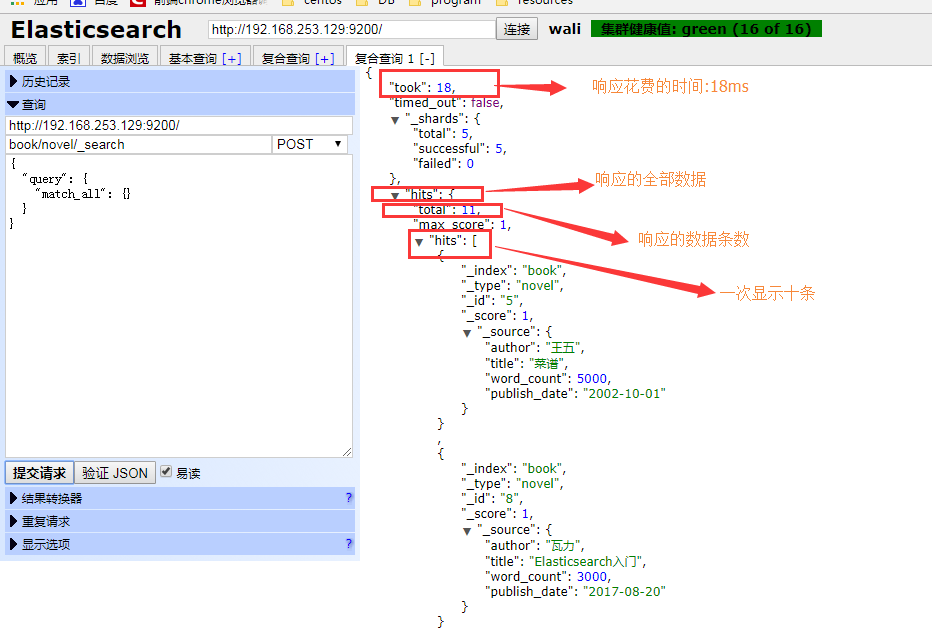 应用 百度 前端chrome浏览器 centos DB program resources
Elasticsearch http://192.168.253.129:9200/ 连接 wali 集群健康值: green (16 of 16)
概览 索引 数据浏览 基本查询 [+] 复合查询 [+] 复合查询 1 [-]
历史记录
查询
http://192.168.253.129:9200/
book/novel/_search POST
{
"query": {
"match_all": {}
}
}
提交请求 验证 JSON 易读
结果转换器 ?
重复请求
显示选项 ?
{
"took": 18,
"timed_out": false,
"_shards": {
"total": 5,
"successful": 5,
"failed": 0
},
"hits": {
"total": 11,
"max_score": 1,
"hits": [
{
"_index": "book",
"_type": "novel",
"_id": "5",
"_score": 1,
"_source": {
"author": "王五",
"title": "菜谱",
"word_count": 5000,
"publish_date": "2002-10-01"
}
}
,
{
"_index": "book",
"_type": "novel",
"_id": "8",
"_score": 1,
"_source": {
"author": "瓦力",
"title": "Elasticsearch入门",
"word_count": 3000,
"publish_date": "2017-08-20"
}
}
响应花费的时间:18ms
响应的全部数据
响应的数据条数
一次显示十条